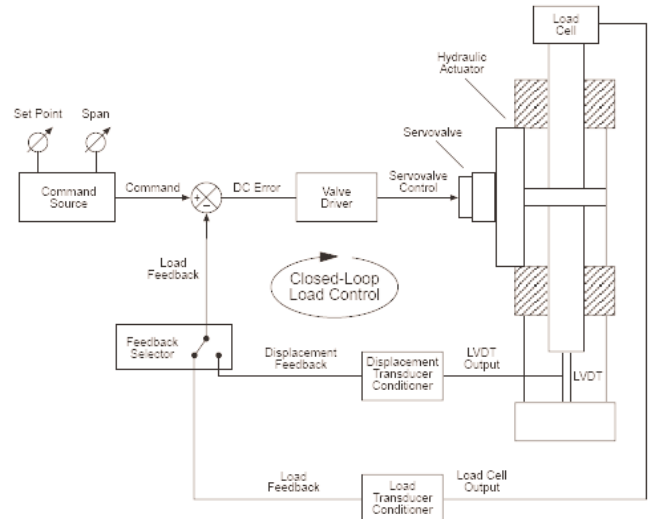 Load
Cell
Hydraulic
Actuator
Set Point
Span
Servovalve
Command
Source
Command
+
−
DC Error
Valve
Driver
Servovalve
Control
Load
Feedback
Closed-Loop
Load Control
Feedback
Selector
Displacement
Feedback
Displacement
Transducer
Conditioner
LVDT
Output
LVDT
Load
Feedback
Load
Transducer
Conditioner
Load Cell
Output